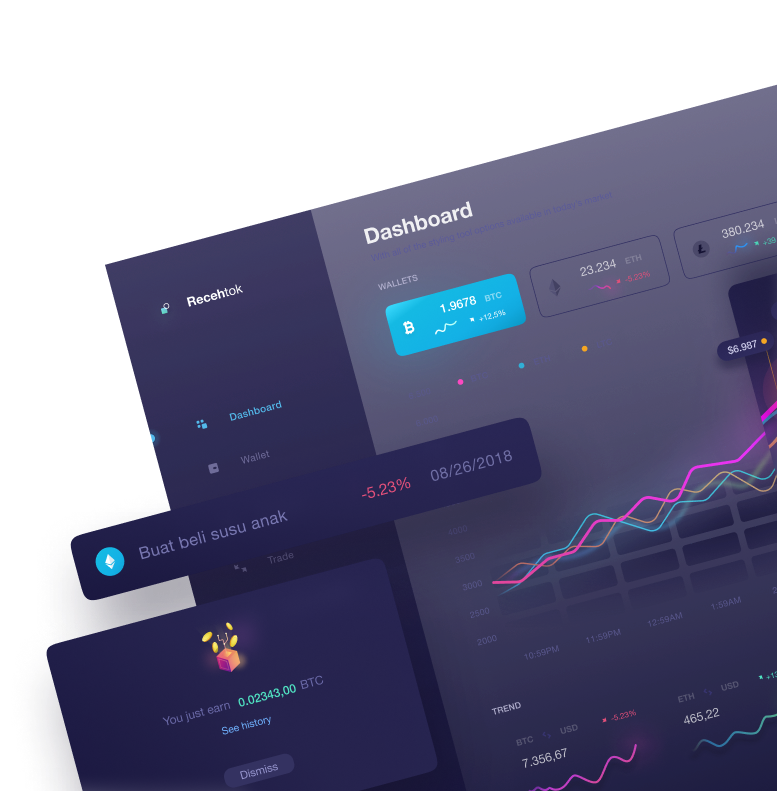 Recehtok
Dashboard
Wallet
Trade
Dashboard
WALLETS
1.9678 BTC
+12,5%
23.234 ETH
-5.23%
380.234
+39
$6.987
Buat beli susu anak
-5.23%
08/26/2018
You just earn 0.02343,00 BTC
See history
Dismiss
4000
3500
3000
2500
2000
10:59PM
11:59PM
12:59AM
1:59AM
TREND
BTC
USD
-5.23%
7.356,67
ETH
USD
465,22